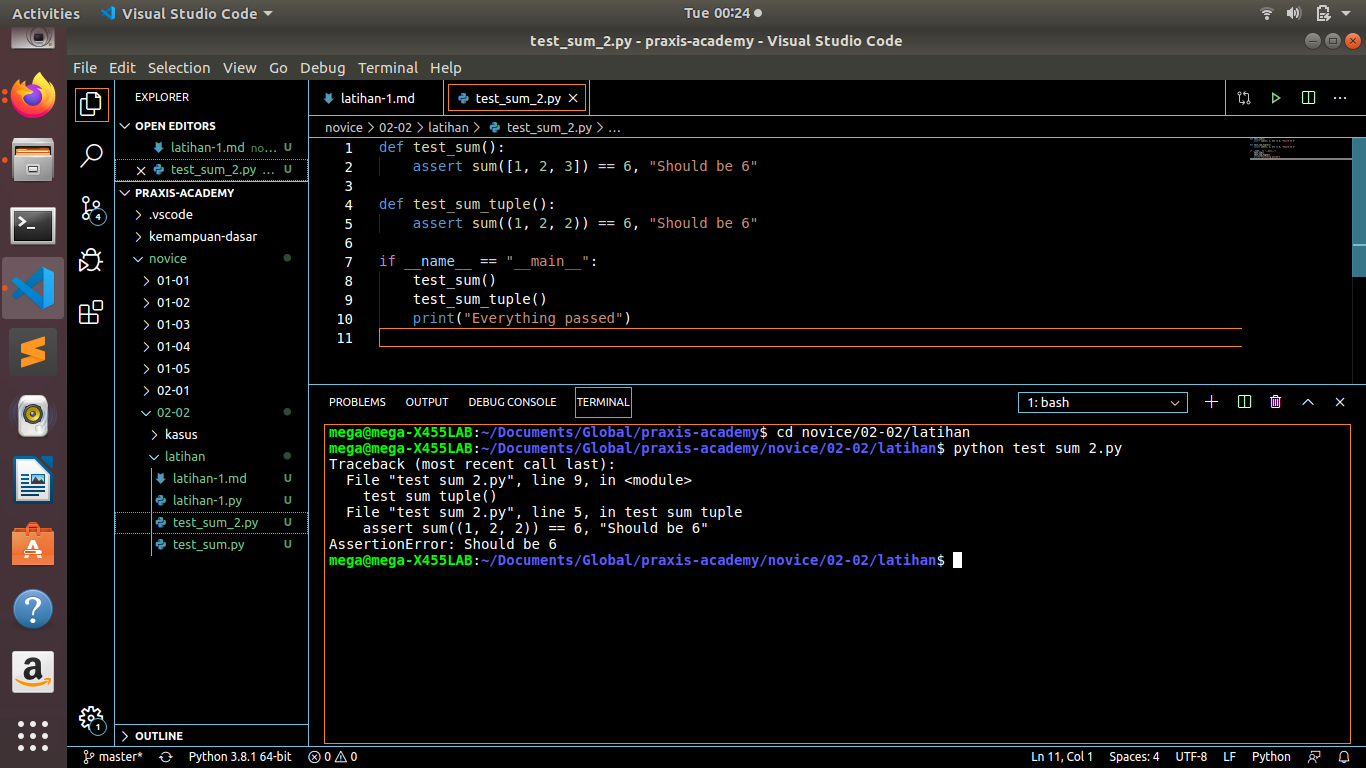 Activities Visual Studio Code Tue 00:24
test_sum_2.py - praxis-academy - Visual Studio Code
File Edit Selection View Go Debug Terminal Help
EXPLORER
OPEN EDITORS
latihan-1.md no... U
test_sum_2.py ... U
PRAXIS-ACADEMY
.vscode
kemampuan-dasar
novice
01-01
01-02
01-03
01-04
01-05
02-01
02-02
kasus
latihan
latihan-1.md U
latihan-1.py U
test_sum_2.py U
test_sum.py U
OUTLINE
4
1
latihan-1.md test_sum_2.py
novice > 02-02 > latihan > test_sum_2.py > ...
1 def test_sum():
2     assert sum([1, 2, 3]) == 6, "Should be 6"
3
4 def test_sum_tuple():
5     assert sum((1, 2, 2)) == 6, "Should be 6"
6
7 if __name__ == "__main__":
8     test_sum()
9     test_sum_tuple()
10     print("Everything passed")
11
PROBLEMS OUTPUT DEBUG CONSOLE TERMINAL 1: bash
mega@mega-X455LAB:~/Documents/Global/praxis-academy$ cd novice/02-02/latihan
mega@mega-X455LAB:~/Documents/Global/praxis-academy/novice/02-02/latihan$ python test sum 2.py
Traceback (most recent call last):
  File "test sum 2.py", line 9, in <module>
    test sum tuple()
  File "test sum 2.py", line 5, in test sum tuple
    assert sum((1, 2, 2)) == 6, "Should be 6"
AssertionError: Should be 6
mega@mega-X455LAB:~/Documents/Global/praxis-academy/novice/02-02/latihan$
master* Python 3.8.1 64-bit 0 0 Ln 11, Col 1 Spaces: 4 UTF-8 LF Python